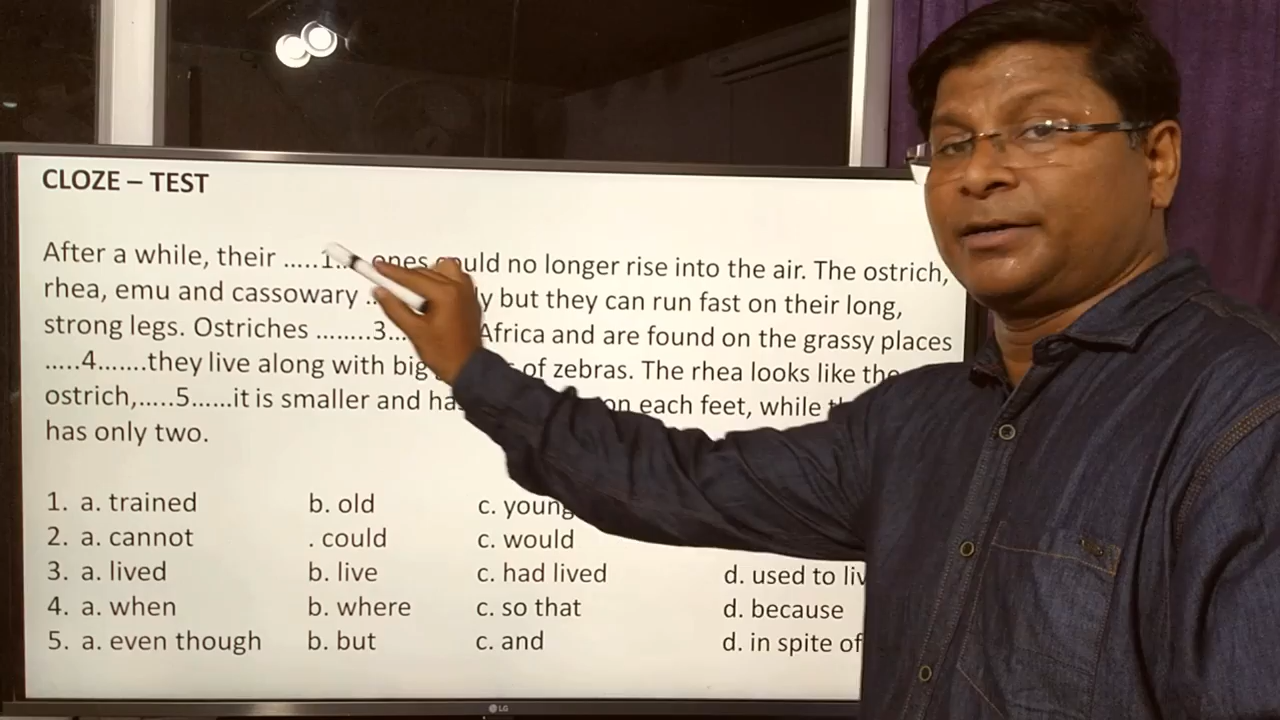 CLOZE – TEST
After a while, their .....1... ones could no longer rise into the air. The ostrich,
rhea, emu and cassowary .. but they can run fast on their long,
strong legs. Ostriches ........3... Africa and are found on the grassy places
.....4.......they live along with big of zebras. The rhea looks like the
ostrich,.....5......it is smaller and on each feet, while
has only two.
1. a. trained b. old c. young
2. a. cannot . could c. would
3. a. lived b. live c. had lived d. used to
4. a. when b. where c. so that d. because
5. a. even though b. but c. and d. in spite of
LG